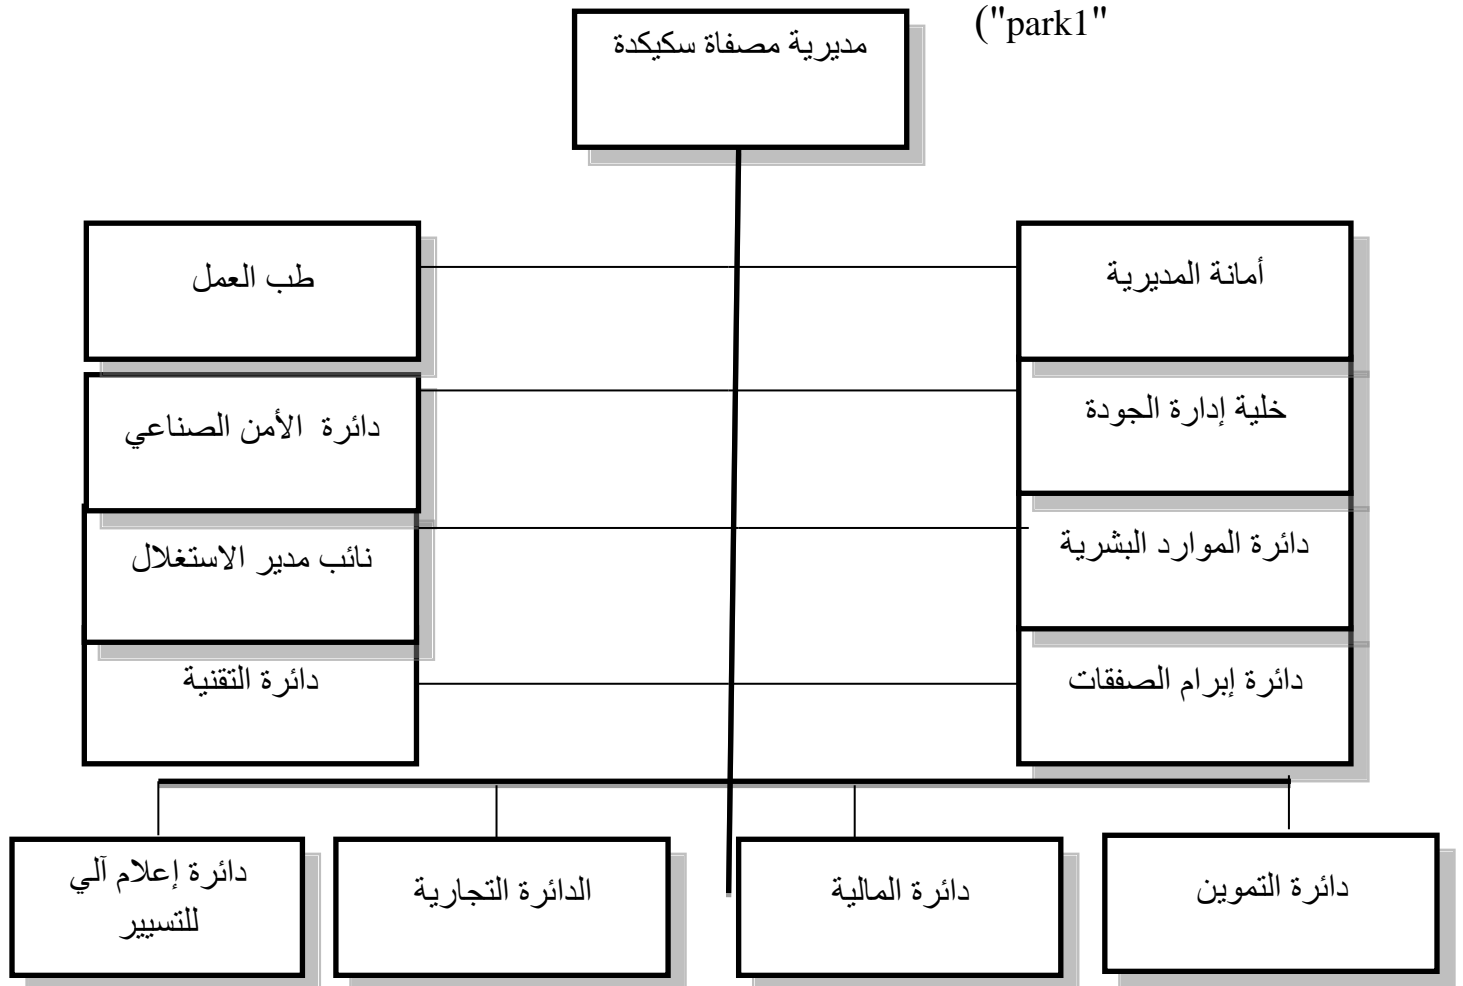 ("park1"
مديرية مصفاة سكيكدة
أمانة المديرية
طب العمل
خلية إدارة الجودة
دائرة الأمن الصناعي
دائرة الموارد البشرية
نائب مدير الاستغلال
دائرة إبرام الصفقات
دائرة التقنية
دائرة التموين
دائرة المالية
الدائرة التجارية
دائرة إعلام آلي
للتسيير